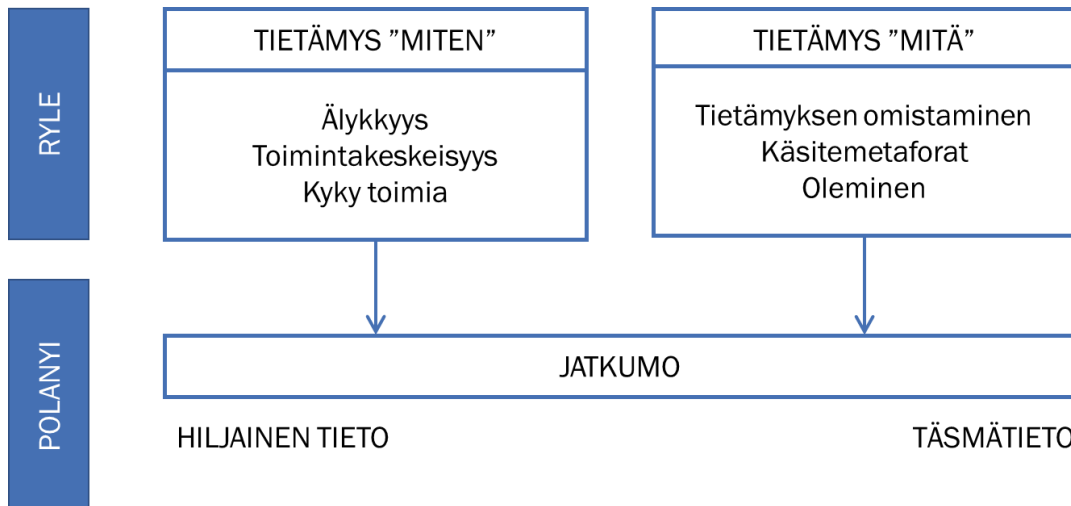 RYLE
TIETÄMYS "MITEN"
Älykkyys
Toimintakeskeisyys
Kyky toimia
TIETÄMYS ”MITÄ”
Tietämyksen omistaminen
Käsitemetaforat
Oleminen
POLANYI
JATKUMO
HILJAINEN TIETO
TÄSMÄTIETO